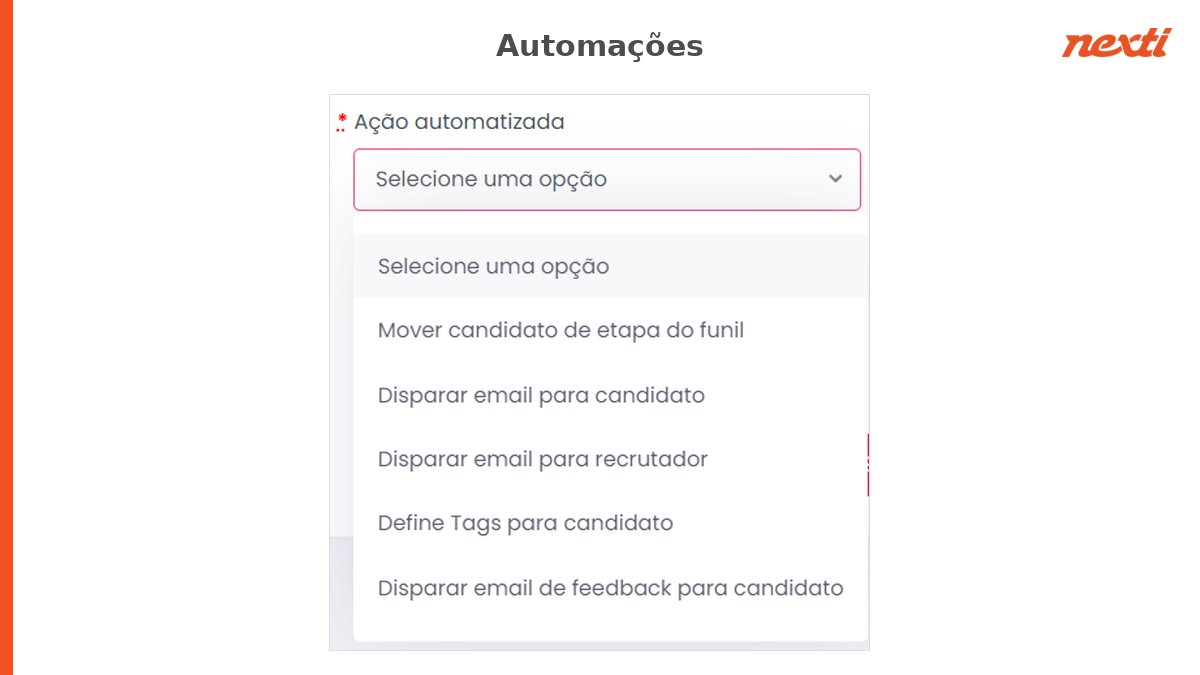 Automações
nexti
* Ação automatizada
Selecione uma opção
Selecione uma opção
Mover candidato de etapa do funil
Disparar email para candidato
Disparar email para recrutador
Define Tags para candidato
Disparar email de feedback para candidato